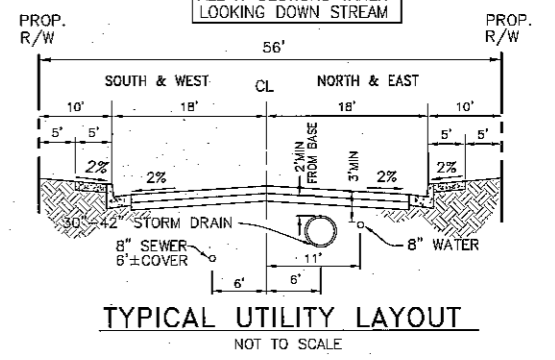 LOOKING DOWN STREAM
PROP.
R/W
PROP.
R/W
56'
SOUTH & WEST
CL
NORTH & EAST
10'
18'
18'
10'
5'
5'
5'
5'
2%
2%
2'MIN
FROM BASE
3'MIN
2%
2%
30"-42" STORM DRAIN
8" SEWER
6'±COVER
8" WATER
11'
6'
6'
TYPICAL UTILITY LAYOUT
NOT TO SCALE